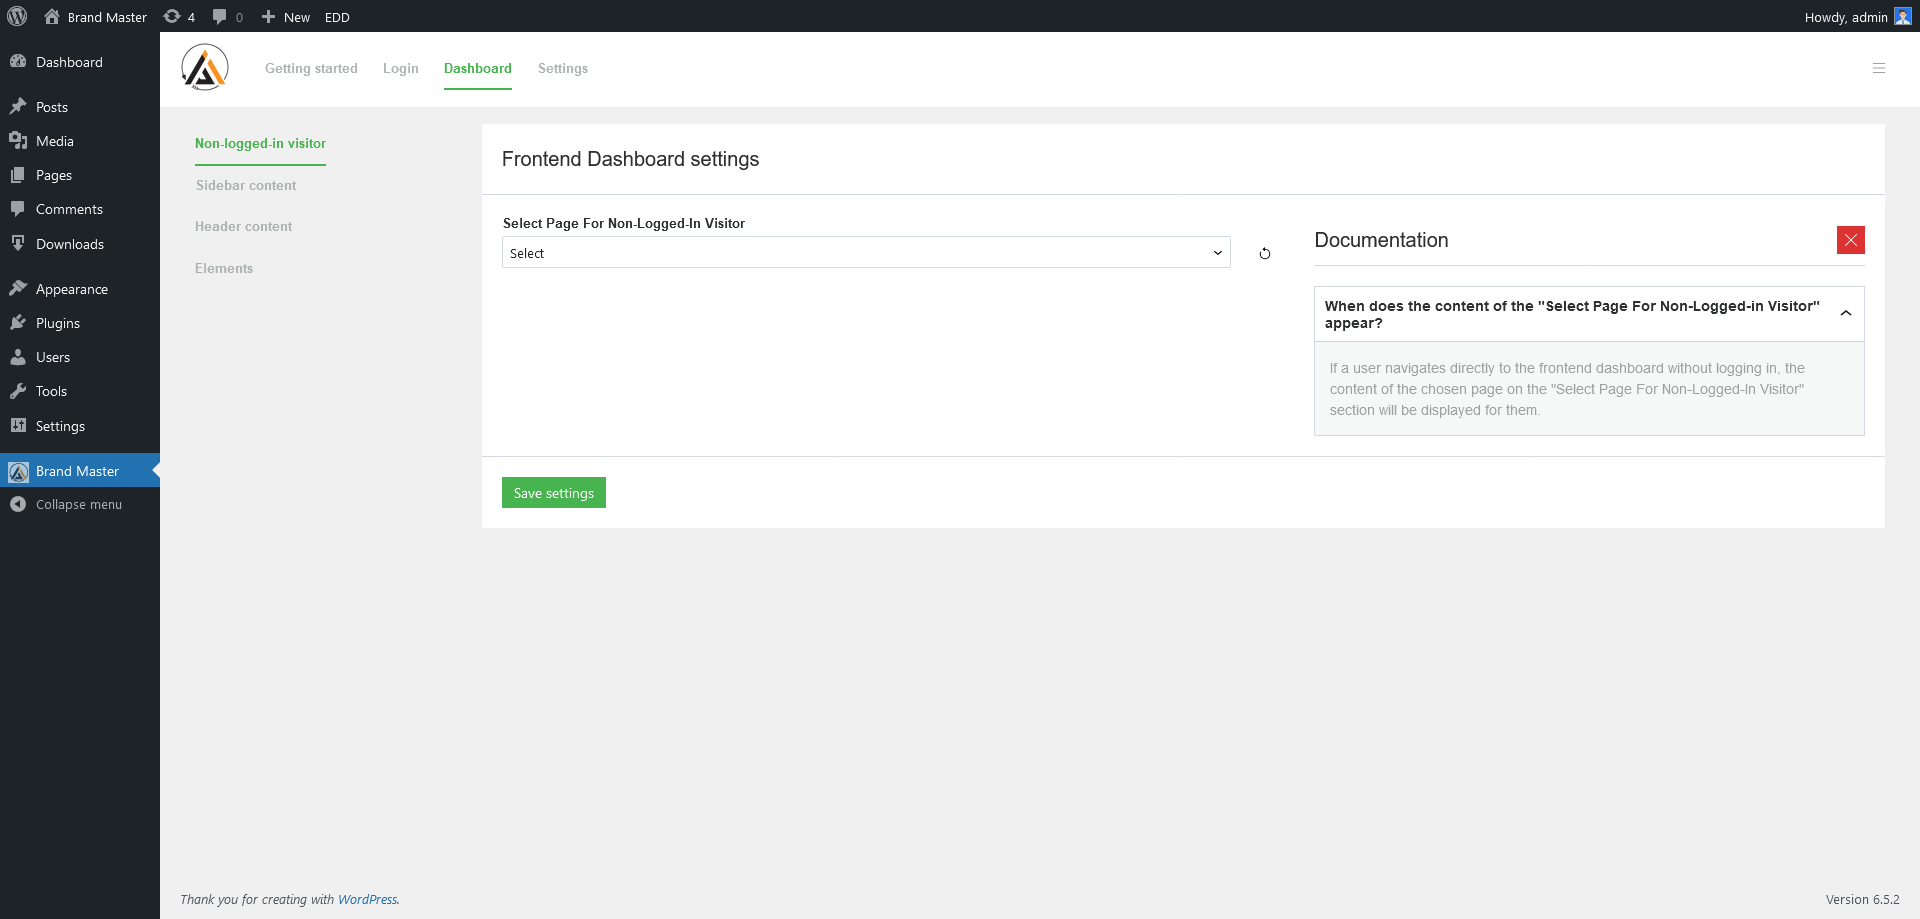 Brand Master
4
0
New
EDD
Howdy, admin
Dashboard
Posts
Media
Pages
Comments
Downloads
Appearance
Plugins
Users
Tools
Settings
Brand Master
Collapse menu
Getting started
Login
Dashboard
Settings
Non-logged-in visitor
Sidebar content
Header content
Elements
Frontend Dashboard settings
Select Page For Non-Logged-In Visitor
Select
Documentation
When does the content of the "Select Page For Non-Logged-in Visitor"
appear?
If a user navigates directly to the frontend dashboard without logging in, the
content of the chosen page on the "Select Page For Non-Logged-In Visitor"
section will be displayed for them.
Save settings
Thank you for creating with WordPress.
Version 6.5.2